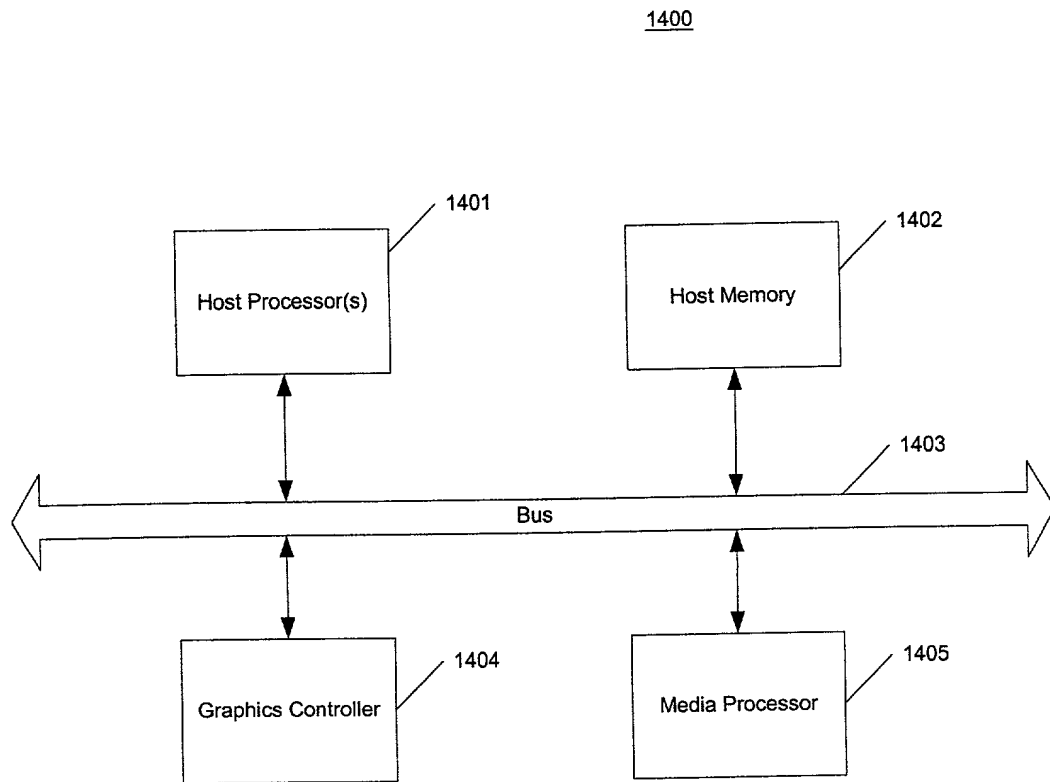 1400
1401
1402
Host Processor(s)
Host Memory
1403
Bus
1404
1405
Graphics Controller
Media Processor